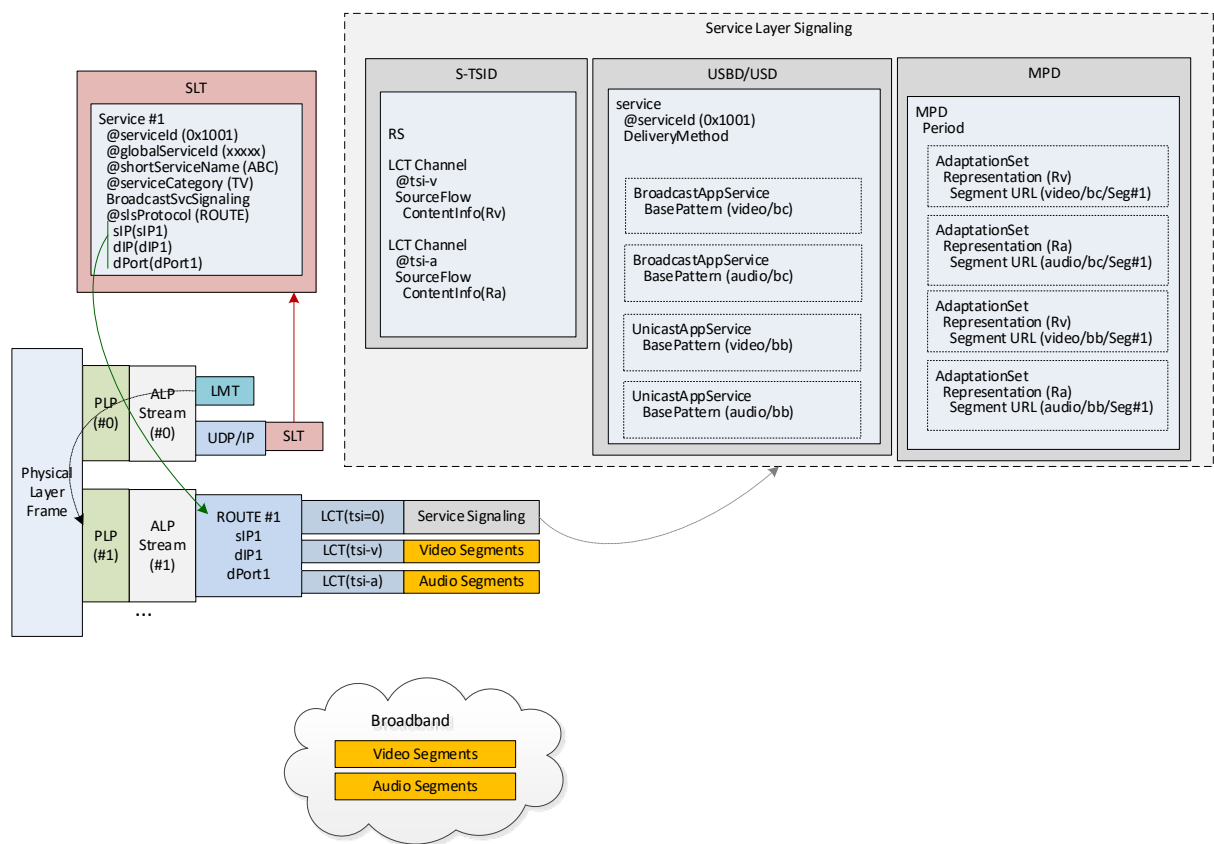 Service Layer Signaling
SLT
Service #1
@serviceId (0x1001)
@globalServiceId (xxxxx)
@shortServiceName (ABC)
@serviceCategory (TV)
BroadcastSvcSignaling
@slsProtocol (ROUTE)
sIP(sIP1)
dIP(dIP1)
dPort(dPort1)
S-TSID
RS
LCT Channel
@tsi-v
SourceFlow
ContentInfo(Rv)
LCT Channel
@tsi-a
SourceFlow
ContentInfo(Ra)
USBD/USD
service
@serviceId (0x1001)
DeliveryMethod
BroadcastAppService
BasePattern (video/bc)
BroadcastAppService
BasePattern (audio/bc)
UnicastAppService
BasePattern (video/bb)
UnicastAppService
BasePattern (audio/bb)
MPD
MPD
Period
AdaptationSet
Representation (Rv)
Segment URL (video/bc/Seg#1)
AdaptationSet
Representation (Ra)
Segment URL (audio/bc/Seg#1)
AdaptationSet
Representation (Rv)
Segment URL (video/bb/Seg#1)
AdaptationSet
Representation (Ra)
Segment URL (audio/bb/Seg#1)
Physical
Layer
Frame
PLP
(#0)
ALP
Stream
(#0)
LMT
UDP/IP
SLT
PLP
(#1)
ALP
Stream
(#1)
ROUTE #1
sIP1
dIP1
dPort1
LCT(tsi=0)
Service Signaling
LCT(tsi-v)
Video Segments
LCT(tsi-a)
Audio Segments
...
Broadband
Video Segments
Audio Segments